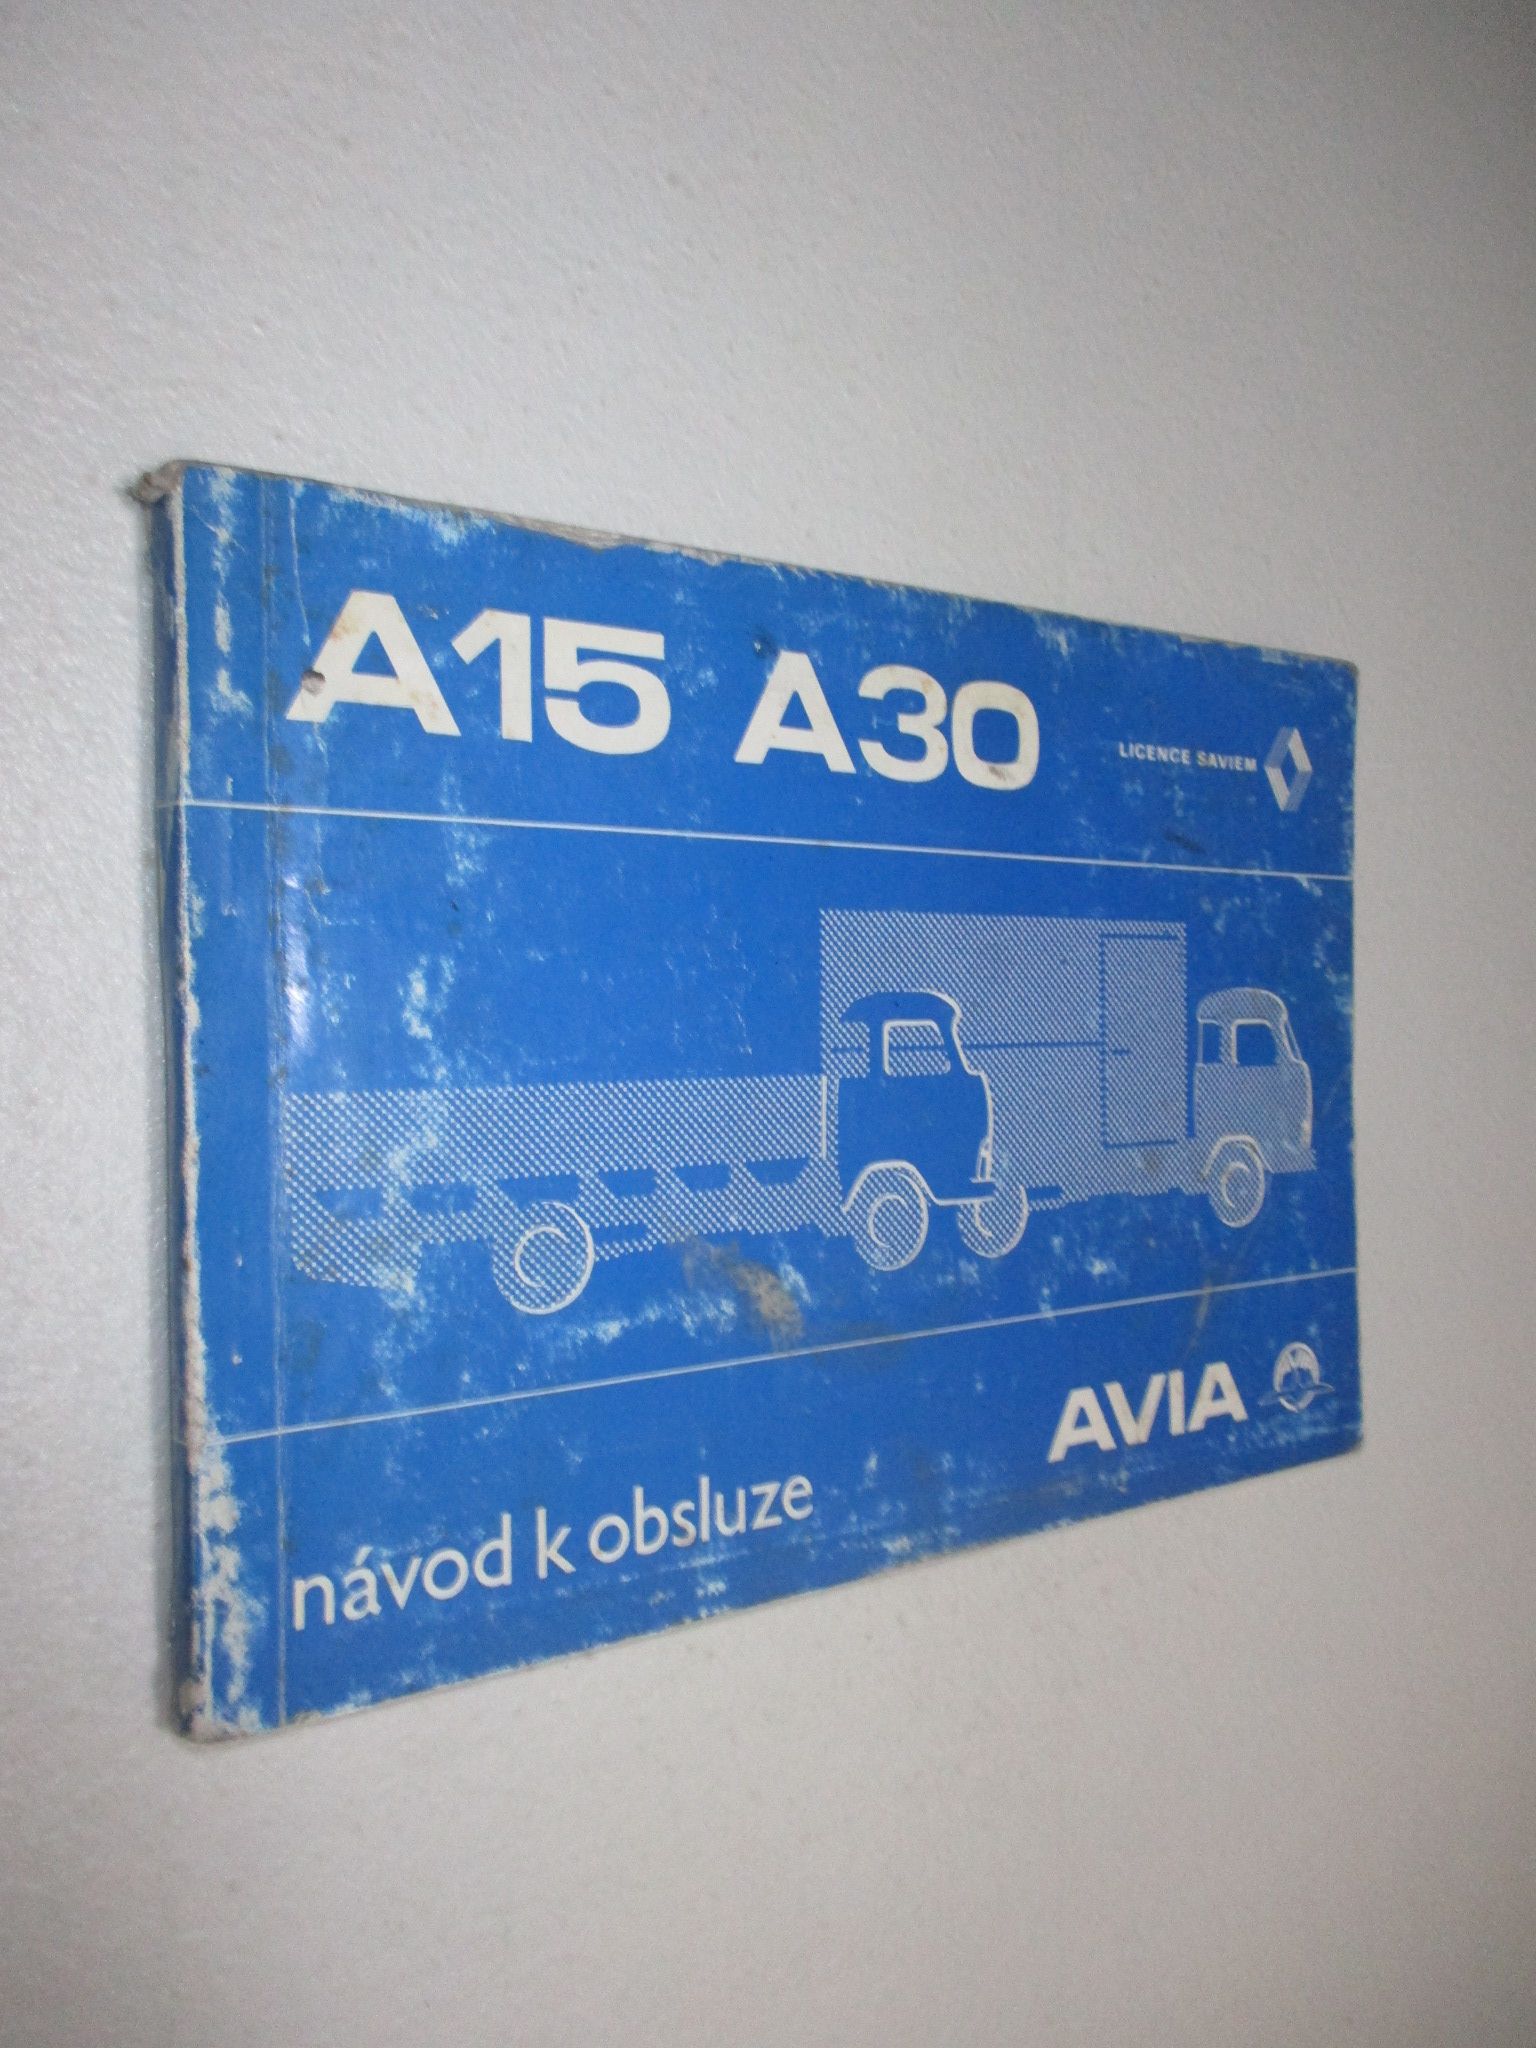 A15 A30
LICENCE SAVIEM
AVIA
návod k obsluze